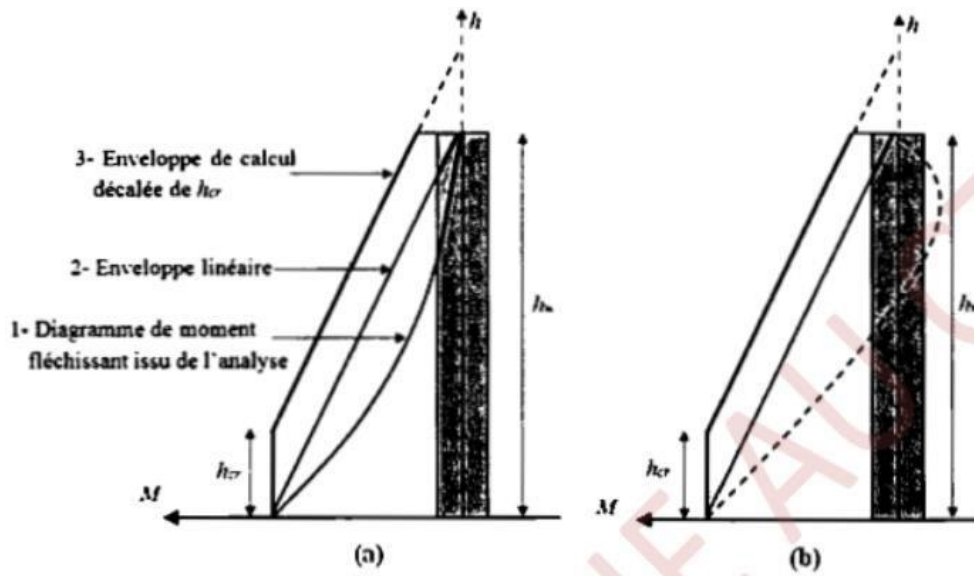 h
3- Enveloppe de calcul
décalée de hcr
2- Enveloppe linéaire
1- Diagramme de moment
fléchissant issu de l'analyse
hcr
M
(a)
h
hcr
M
(b)